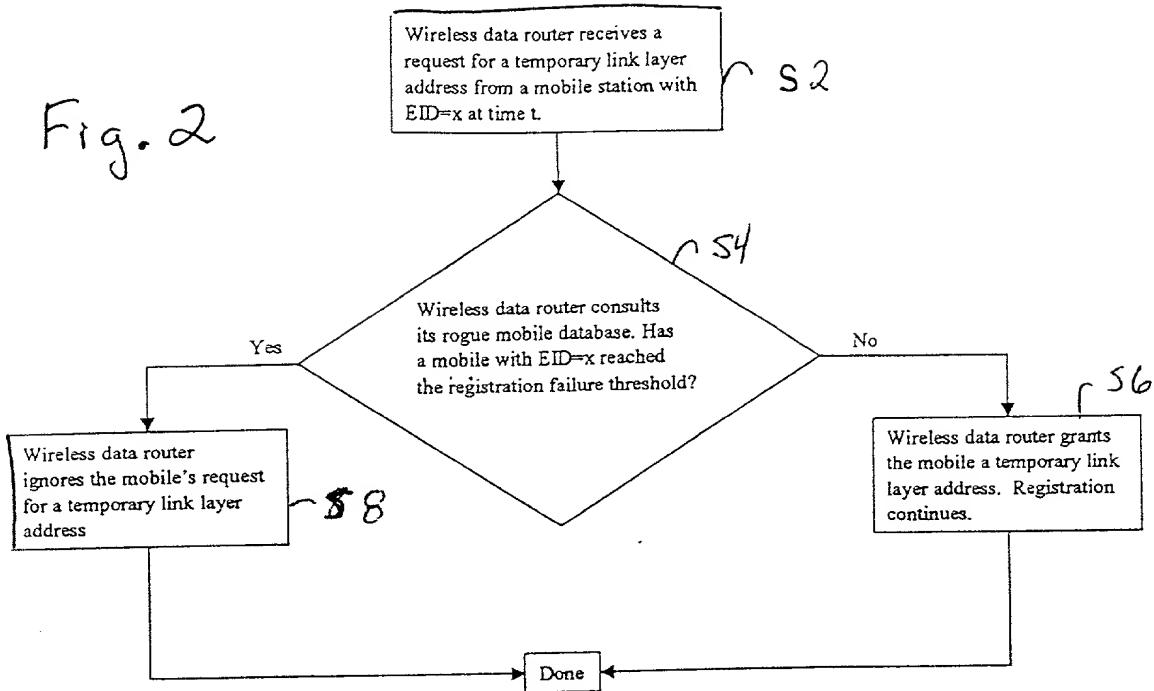 Fig. 2
Wireless data router receives a
request for a temporary link layer
address from a mobile station with
EID=x at time t.
S2
S4
Wireless data router consults
its rogue mobile database. Has
a mobile with EID=x reached
the registration failure threshold?
Yes
No
S6
Wireless data router
ignores the mobile's request
for a temporary link layer
address
S8
Wireless data router grants
the mobile a temporary link
layer address. Registration
continues.
Done